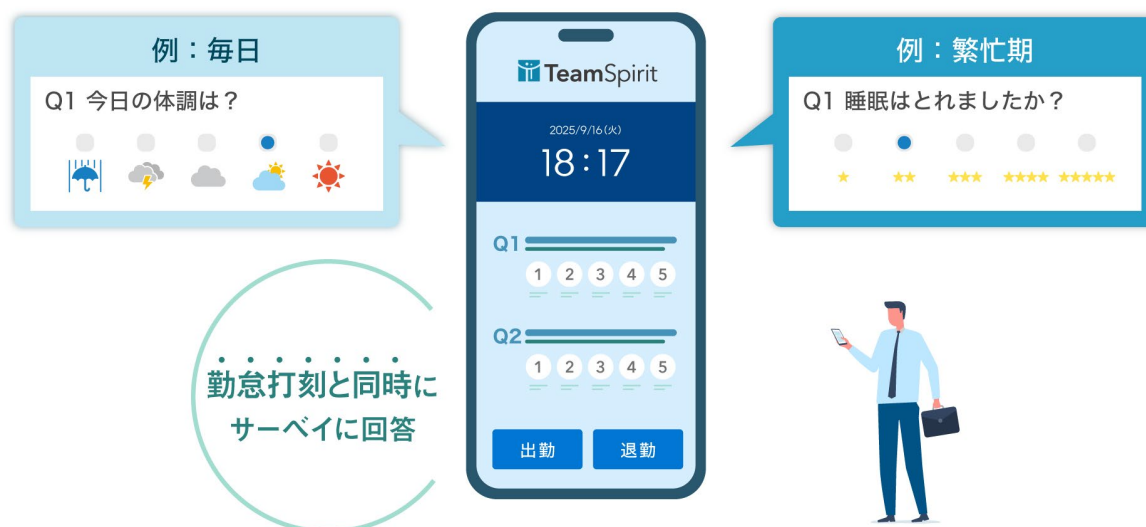 例：毎日
Q1 今日の体調は？
TeamSpirit
2025/9/16(火)
18:17
Q1
1 2 3 4 5
Q2
1 2 3 4 5
出勤 退勤
例：繁忙期
Q1 睡眠はとれましたか？
勤怠打刻と同時に
サーベイに回答